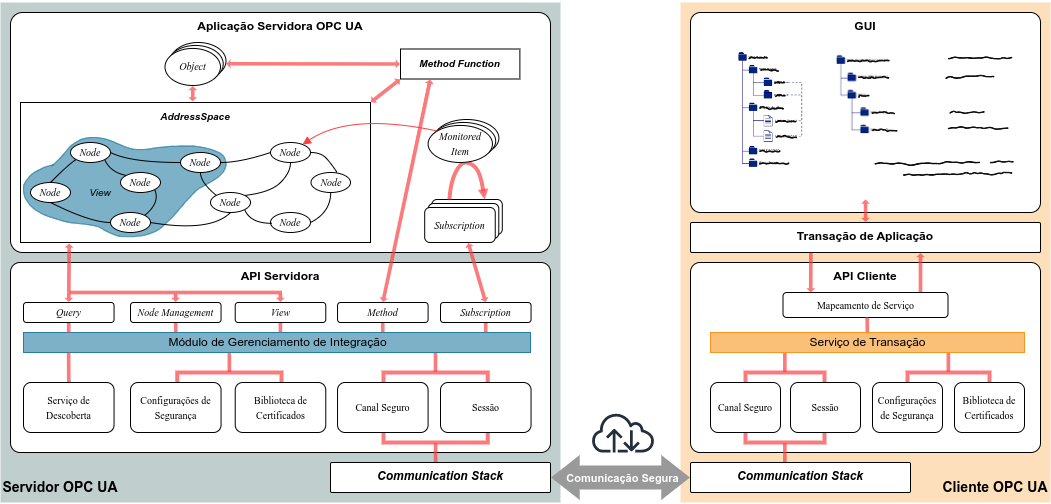 Aplicação Servidora OPC UA
Object
Method Function
AddressSpace
Node
Node
Node
Node
Node
Node
Node
Node
Node
View
Monitored
Item
Subscription
API Servidora
Query
Node Management
View
Method
Subscription
Módulo de Gerenciamento de Integração
Serviço de
Descoberta
Configurações de
Segurança
Biblioteca de
Certificados
Canal Seguro
Sessão
Communication Stack
Servidor OPC UA
Comunicação Segura
GUI
Transação de Aplicação
API Cliente
Mapeamento de Serviço
Serviço de Transação
Canal Seguro
Sessão
Configurações
de Segurança
Biblioteca de
Certificados
Communication Stack
Cliente OPC UA